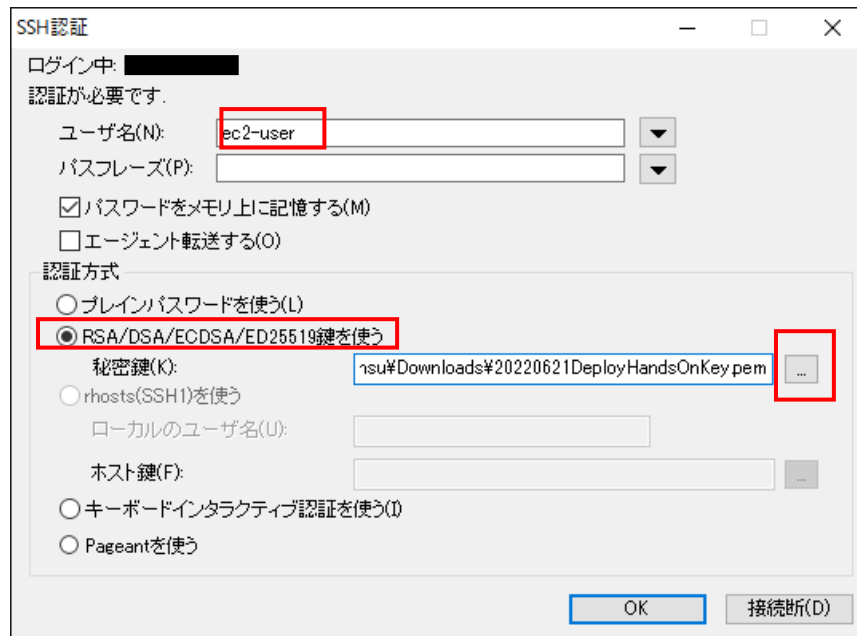 SSH認証
ログイン中:
認証が必要です.
ユーザ名(N): ec2-user
パスフレーズ(P):
パスワードをメモリ上に記憶する(M)
エージェント転送する(O)
認証方式
プレインパスワードを使う(L)
RSA/DSA/ECDSA/ED25519鍵を使う
秘密鍵(K): nsu¥Downloads¥20220621DeployHandsOnKey.pem ...
rhosts(SSH1)を使う
ローカルのユーザ名(U):
ホスト鍵(F): ...
キーボードインタラクティブ認証を使う(I)
Pageantを使う
OK 接続断(D)